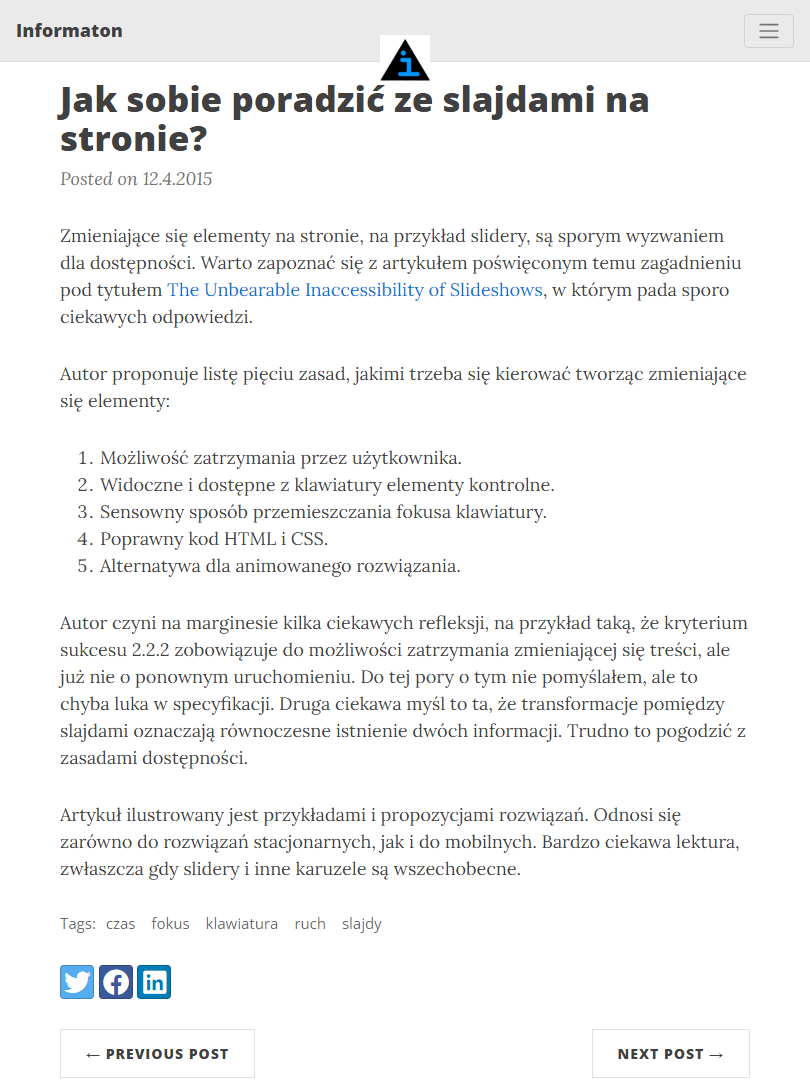 Informaton
i
Jak sobie poradzić ze slajdami na
stronie?
Posted on 12.4.2015
Zmieniające się elementy na stronie, na przykład slidery, są sporym wyzwaniem
dla dostępności. Warto zapoznać się z artykułem poświęconym temu zagadnieniu
pod tytułem The Unbearable Inaccessibility of Slideshows, w którym pada sporo
ciekawych odpowiedzi.
Autor proponuje listę pięciu zasad, jakimi trzeba się kierować tworząc zmieniające
się elementy:
1. Możliwość zatrzymania przez użytkownika.
2. Widoczne i dostępne z klawiatury elementy kontrolne.
3. Sensowny sposób przemieszczania fokusa klawiatury.
4. Poprawny kod HTML i CSS.
5. Alternatywa dla animowanego rozwiązania.
Autor czyni na marginesie kilka ciekawych refleksji, na przykład taką, że kryterium
sukcesu 2.2.2 zobowiązuje do możliwości zatrzymania zmieniającej się treści, ale
już nie o ponownym uruchomieniu. Do tej pory o tym nie pomyślałem, ale to
chyba luka w specyfikacji. Druga ciekawa myśl to ta, że transformacje pomiędzy
slajdami oznaczają równoczesne istnienie dwóch informacji. Trudno to pogodzić z
zasadami dostępności.
Artykuł ilustrowany jest przykładami i propozycjami rozwiązań. Odnosi się
zarówno do rozwiązań stacjonarnych, jak i do mobilnych. Bardzo ciekawa lektura,
zwłaszcza gdy slidery i inne karuzele są wszechobecne.
Tags: czas fokus klawiatura ruch slajdy
← PREVIOUS POST
NEXT POST →